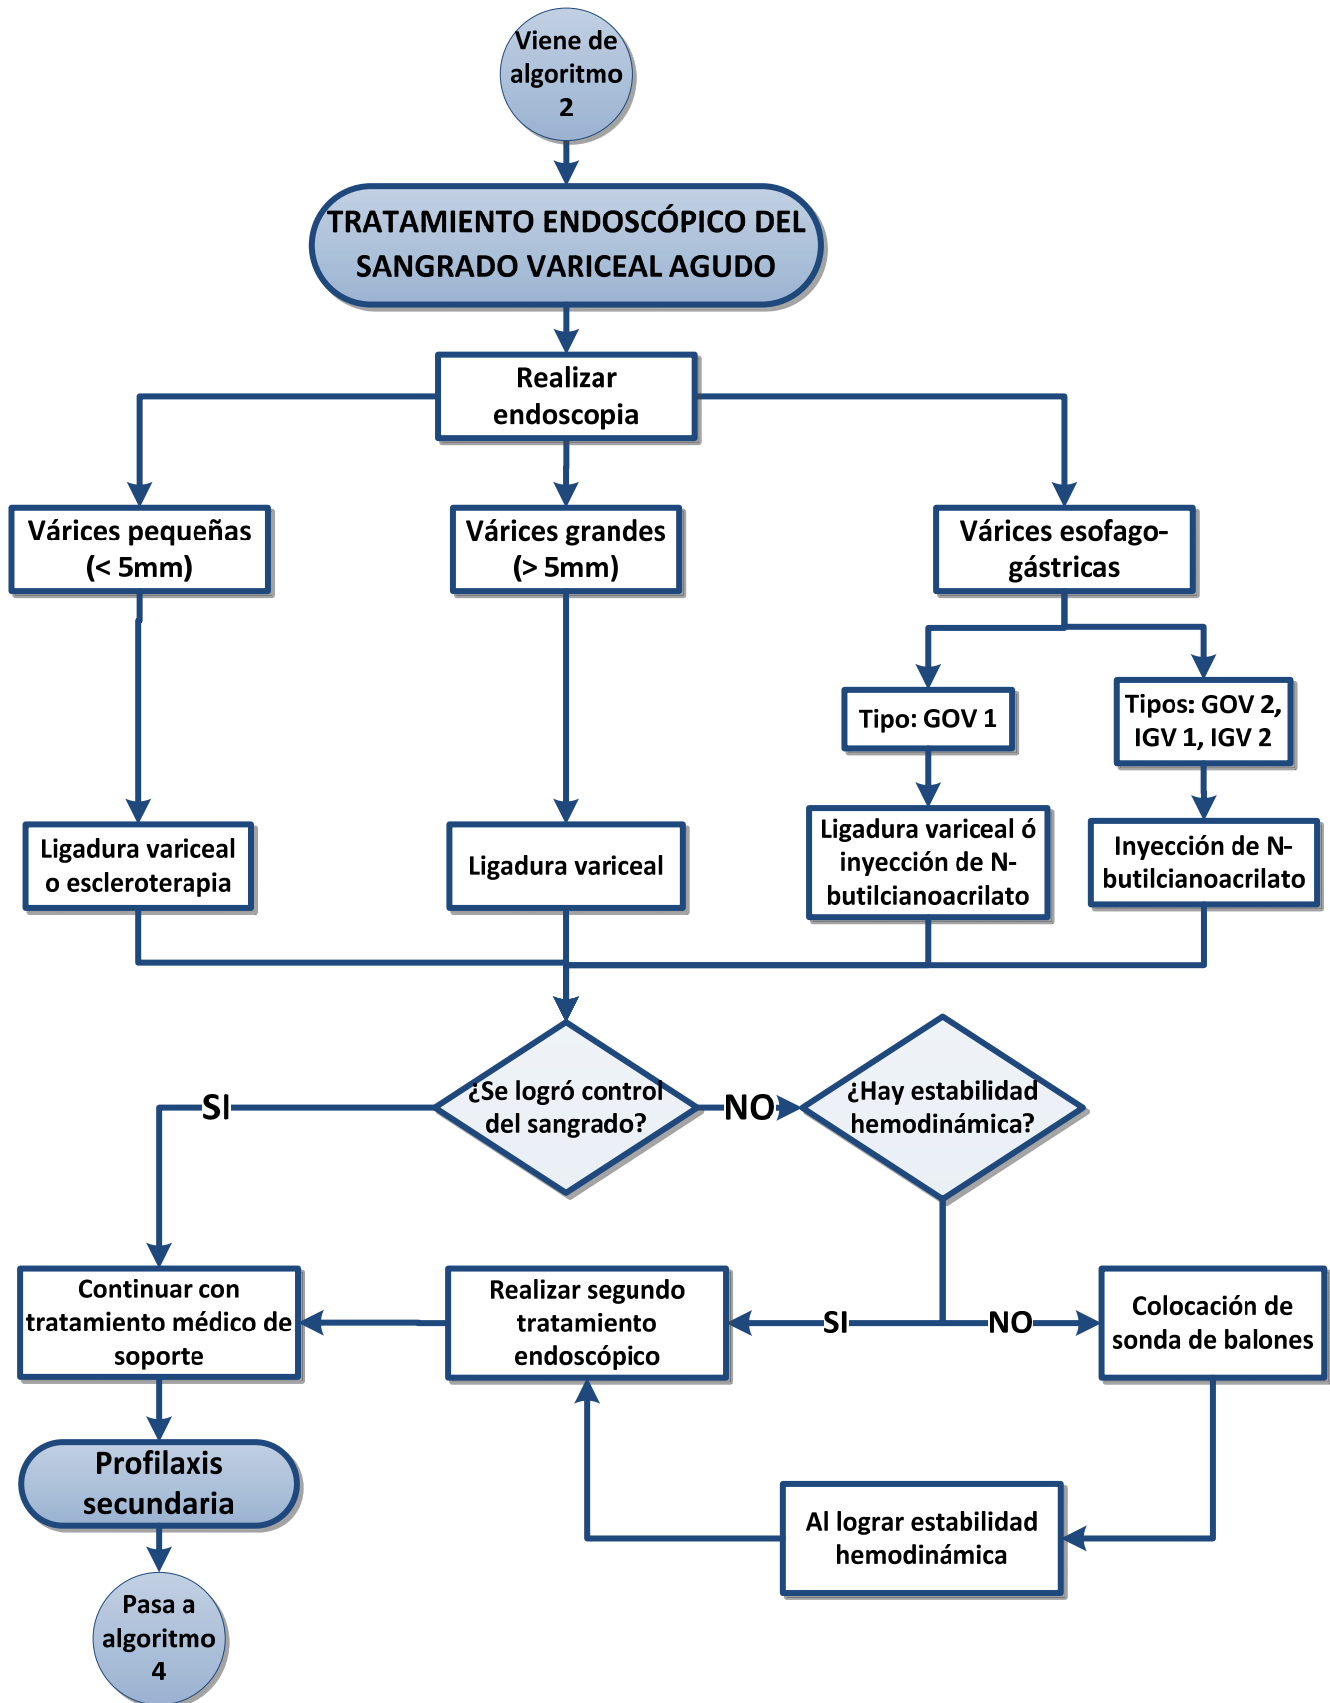 Viene de
algoritmo
2
TRATAMIENTO ENDOSCÓPICO DEL
SANGRADO VARICEAL AGUDO
Realizar
endoscopia
Várices pequeñas
(< 5mm)
Várices grandes
(> 5mm)
Várices esofago-
gástricas
Tipo: GOV 1
Tipos: GOV 2,
IGV 1, IGV 2
Ligadura variceal
o escleroterapia
Ligadura variceal
Ligadura variceal ó
inyección de N-
butilcianoacrilato
Inyección de N-
butilcianoacrilato
¿Se logró control
del sangrado?
¿Hay estabilidad
hemodinámica?
SI
NO
Continuar con
tratamiento médico de
soporte
Realizar segundo
tratamiento
endoscópico
SI
NO
Colocación de
sonda de balones
Profilaxis
secundaria
Al lograr estabilidad
hemodinámica
Pasa a
algoritmo
4